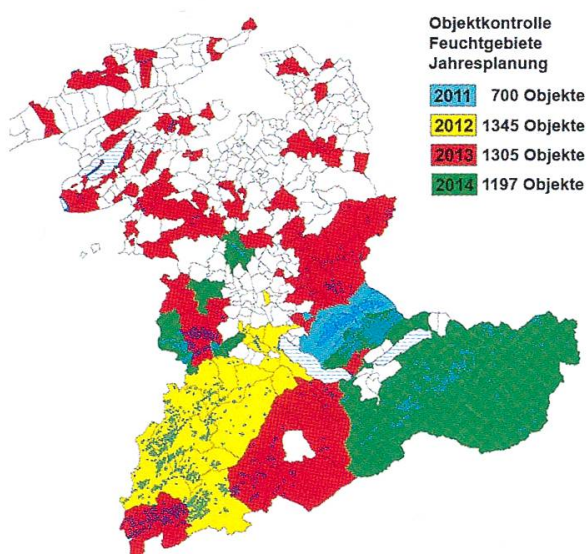 Objektkontrolle
Feuchtgebiete
Jahresplanung
2011 700 Objekte
2012 1345 Objekte
2013 1305 Objekte
2014 1197 Objekte